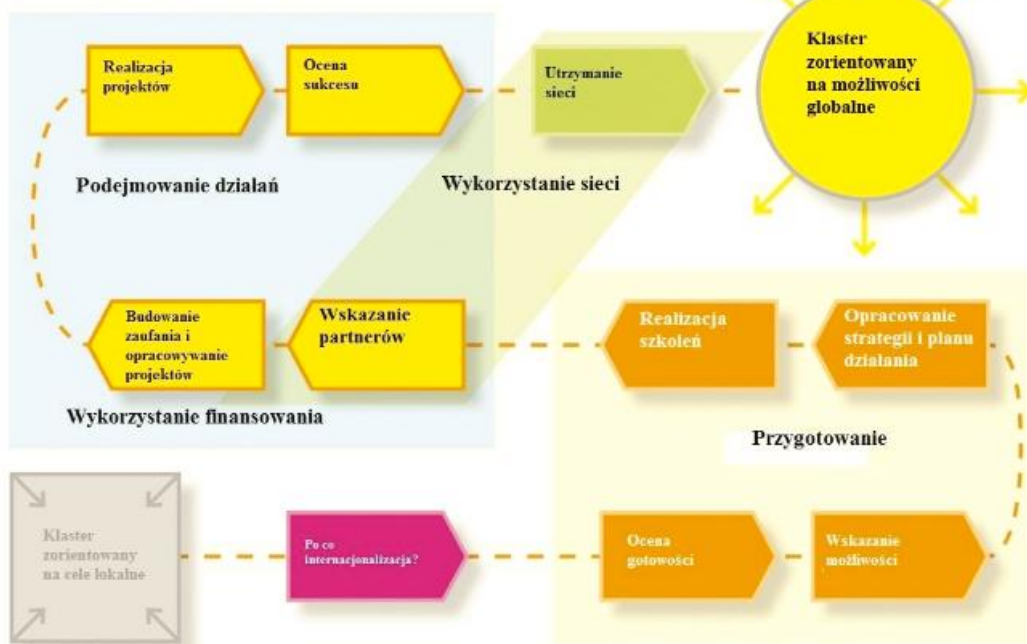 Realizacja
projektów
Ocena
sukcesu
Utrzymanie
sieci
Klaster
zorientowany
na możliwości
globalne
Podejmowanie działań
Wykorzystanie sieci
Budowanie
zaufania i
opracowywanie
projektów
Wskazanie
partnerów
Realizacja
szkoleń
Opracowanie
strategii i planu
działania
Wykorzystanie finansowania
Przygotowanie
Klaster
zorientowany
na cele lokalne
Po co
internacjonalizacja?
Ocena
gotowości
Wskazanie
możliwości